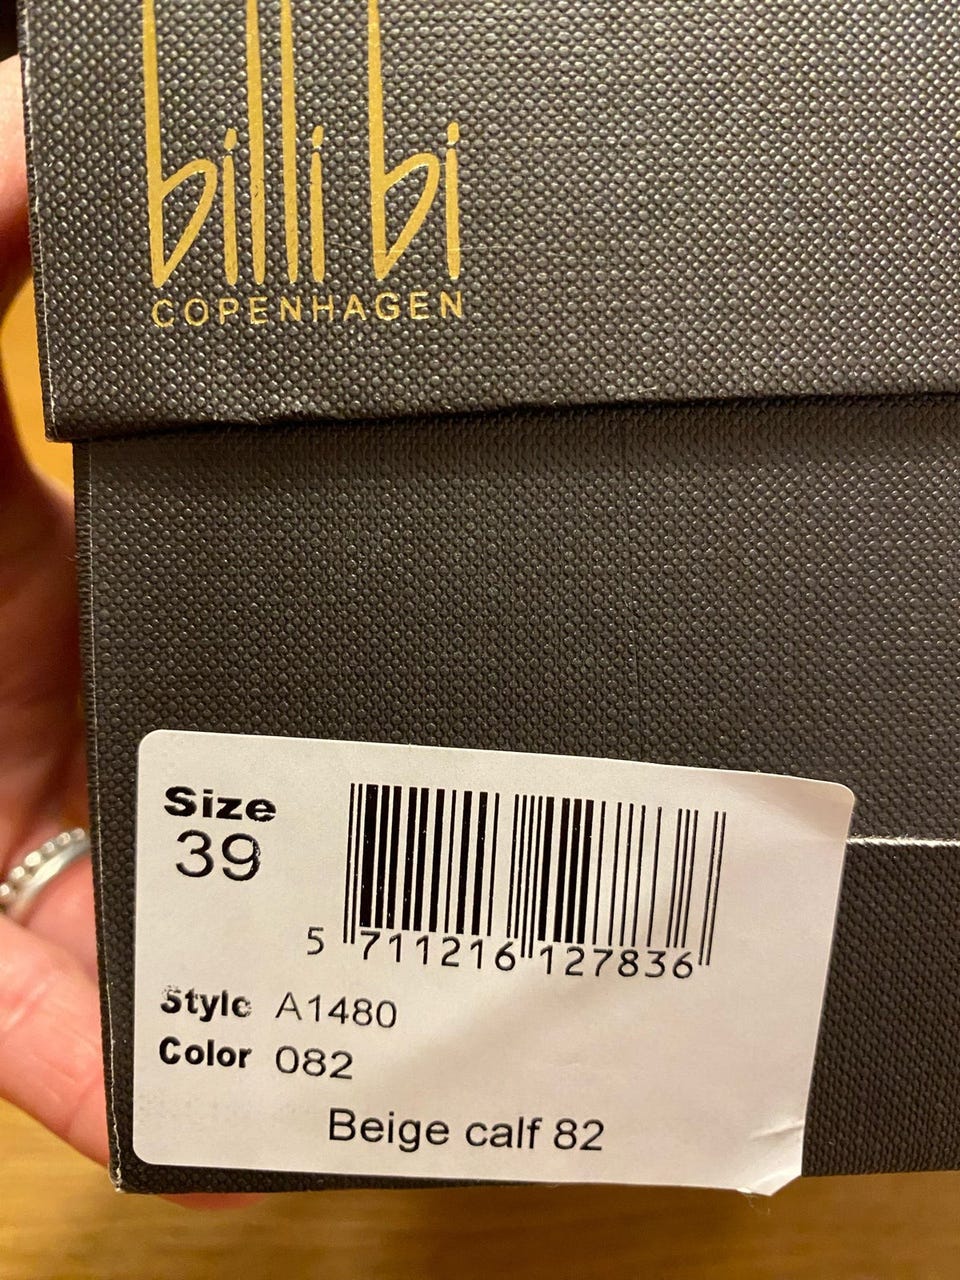 billi bi
COPENHAGEN
Size
39
5 711216 127836
Style A1480
Color 082
Beige calf 82